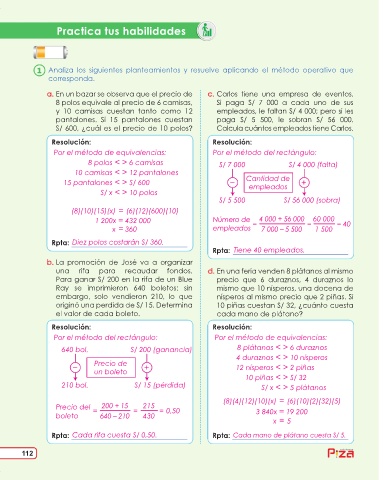 Practica tus habilidades
1 Analiza los siguientes planteamientos y resuelve aplicando el método operativo que
corresponda.
a. En un bazar se observa que el precio de
8 polos equivale al precio de 6 camisas,
y 10 camisas cuestan tanto como 12
pantalones. Si 15 pantalones cuestan
S/ 600, ¿cuál es el precio de 10 polos?
Resolución:
Por el método de equivalencias:
8 polos < > 6 camisas
10 camisas < > 12 pantalones
15 pantalones < > S/ 600
S/ x < > 10 polos
(8)(10)(15)(x) = (6)(12)(600)(10)
1 200x = 432 000
x = 360
Rpta: Diez polos costarán S/ 360.
b. La promoción de José va a organizar
una rifa para recaudar fondos.
Para ganar S/ 200 en la rifa de un Blue
Ray se imprimieron 640 boletos; sin
embargo, solo vendieron 210, lo que
originó una perdida de S/ 15. Determina
el valor de cada boleto.
Resolución:
Por el método del rectángulo:
640 bol. S/ 200 (ganancia)
Precio de
un boleto
− +
210 bol. S/ 15 (pérdida)
Precio del boleto = 200 + 15 / 640 – 210 = 215 / 430 = 0,50
Rpta: Cada rifa cuesta S/ 0,50.
c. Carlos tiene una empresa de eventos.
Si paga S/ 7 000 a cada uno de sus
empleados, le faltan S/ 4 000; pero si les
paga S/ 5 500, le sobran S/ 56 000.
Calcula cuántos empleados tiene Carlos.
Resolución:
Por el método del rectángulo:
S/ 7 000 S/ 4 000 (falta)
Cantidad de
empleados
− +
S/ 5 500 S/ 56 000 (sobra)
Número de empleados = 4 000 + 56 000 / 7 000 – 5 500 = 60 000 / 1 500 = 40
Rpta: Tiene 40 empleados.
d. En una feria venden 8 plátanos al mismo
precio que 6 duraznos, 4 duraznos lo
mismo que 10 nísperos, una docena de
nísperos al mismo precio que 2 piñas. Si
10 piñas cuestan S/ 32, ¿cuánto cuesta
cada mano de plátano?
Resolución:
Por el método de equivalencias:
8 plátanos < > 6 duraznos
4 duraznos < > 10 nísperos
12 nísperos < > 2 piñas
10 piñas < > S/ 32
S/ x < > 5 plátanos
(8)(4)(12)(10)(x) = (6)(10)(2)(32)(5)
3 840x = 19 200
x = 5
Rpta: Cada mano de plátano cuesta S/ 5.
112